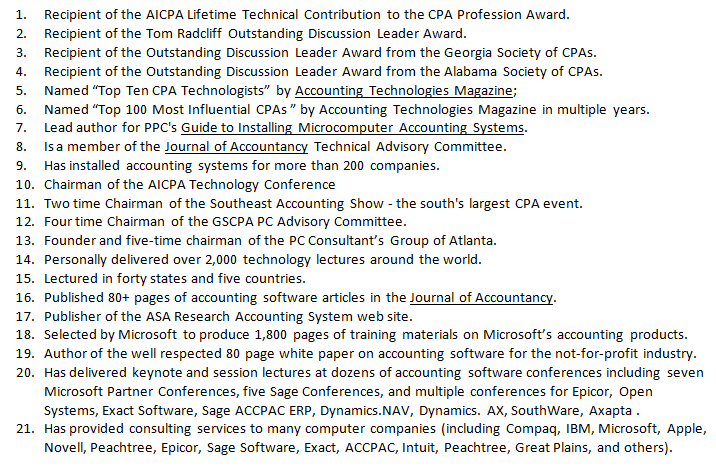 1. Recipient of the AICPA Lifetime Technical Contribution to the CPA Profession Award.
2. Recipient of the Tom Radcliff Outstanding Discussion Leader Award.
3. Recipient of the Outstanding Discussion Leader Award from the Georgia Society of CPAs.
4. Recipient of the Outstanding Discussion Leader Award from the Alabama Society of CPAs.
5. Named “Top Ten CPA Technologists” by Accounting Technologies Magazine;
6. Named “Top 100 Most Influential CPAs ” by Accounting Technologies Magazine in multiple years.
7. Lead author for PPC's Guide to Installing Microcomputer Accounting Systems.
8. Is a member of the Journal of Accountancy Technical Advisory Committee.
9. Has installed accounting systems for more than 200 companies.
10. Chairman of the AICPA Technology Conference
11. Two time Chairman of the Southeast Accounting Show - the south's largest CPA event.
12. Four time Chairman of the GSCPA PC Advisory Committee.
13. Founder and five-time chairman of the PC Consultant’s Group of Atlanta.
14. Personally delivered over 2,000 technology lectures around the world.
15. Lectured in forty states and five countries.
16. Published 80+ pages of accounting software articles in the Journal of Accountancy.
17. Publisher of the ASA Research Accounting System web site.
18. Selected by Microsoft to produce 1,800 pages of training materials on Microsoft’s accounting products.
19. Author of the well respected 80 page white paper on accounting software for the not-for-profit industry.
20. Has delivered keynote and session lectures at dozens of accounting software conferences including seven
Microsoft Partner Conferences, five Sage Conferences, and multiple conferences for Epicor, Open
Systems, Exact Software, Sage ACCPAC ERP, Dynamics.NAV, Dynamics. AX, SouthWare, Axapta .
21. Has provided consulting services to many computer companies (including Compaq, IBM, Microsoft, Apple,
Novell, Peachtree, Epicor, Sage Software, Exact, ACCPAC, Intuit, Peachtree, Great Plains, and others).